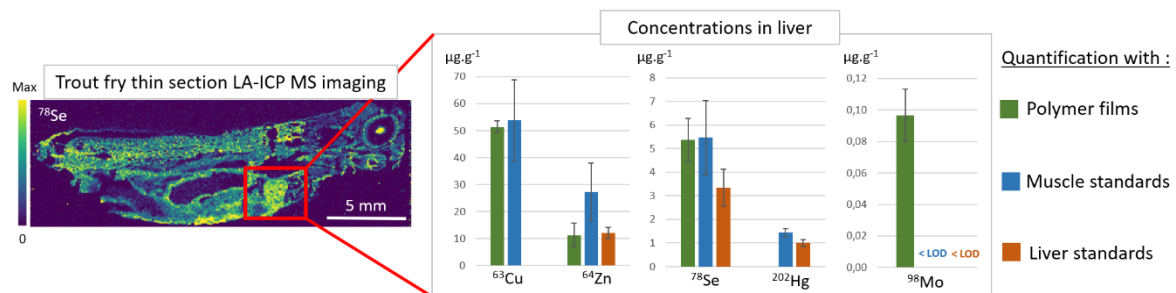 Concentrations in liver
Trout fry thin section LA-ICP MS imaging
Max
0
⁷⁸Se
5 mm
µg.g⁻¹
70
60
50
40
30
20
10
0
⁶³Cu
⁶⁴Zn
µg.g⁻¹
8
7
6
5
4
3
2
1
0
⁷⁸Se
²⁰²Hg
µg.g⁻¹
0,12
0,10
0,08
0,06
0,04
0,02
0,00
< LOD
< LOD
⁹⁸Mo
Quantification with :
Polymer films
Muscle standards
Liver standards